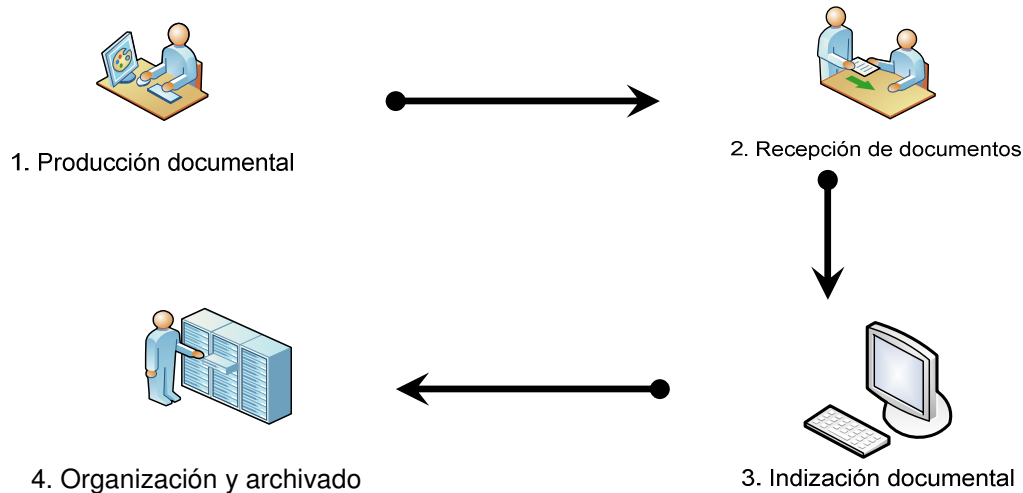 1. Producción documental
2. Recepción de documentos
3. Indización documental
4. Organización y archivado